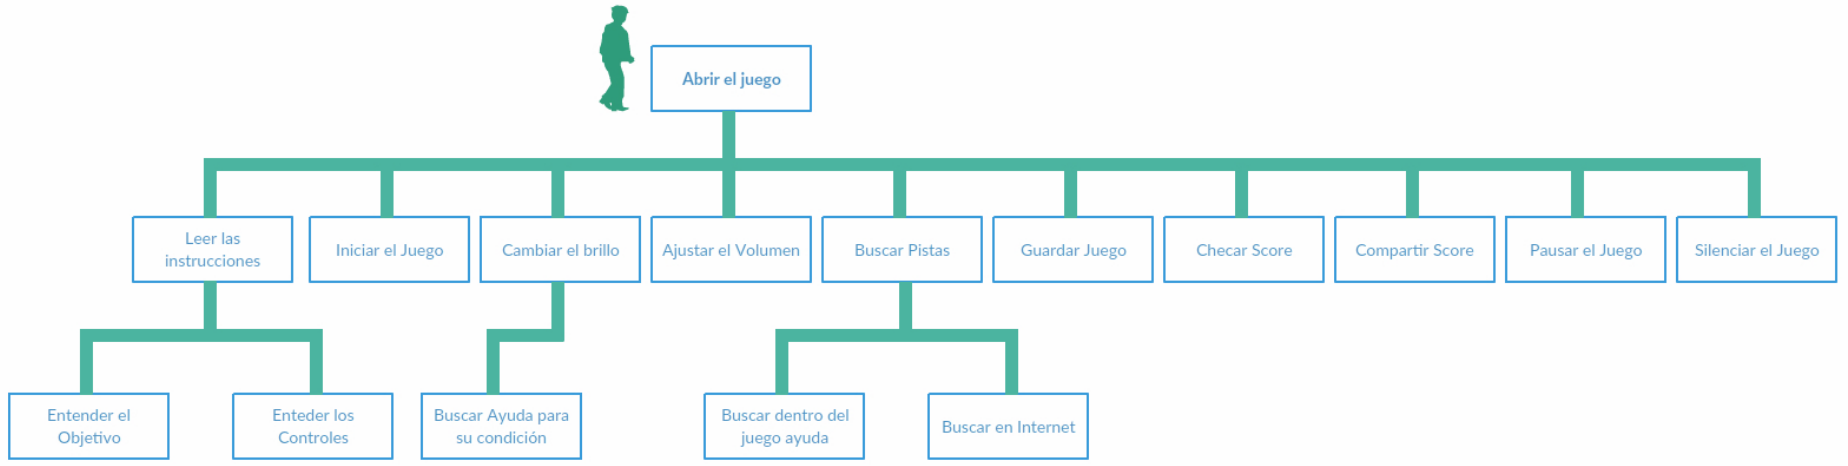 Abrir el juego
Leer las
instrucciones
Iniciar el Juego
Cambiar el brillo
Ajustar el Volumen
Buscar Pistas
Guardar Juego
Checar Score
Compartir Score
Pausar el Juego
Silenciar el Juego
Entender el
Objetivo
Enteder los
Controles
Buscar Ayuda para
su condición
Buscar dentro del
juego ayuda
Buscar en Internet